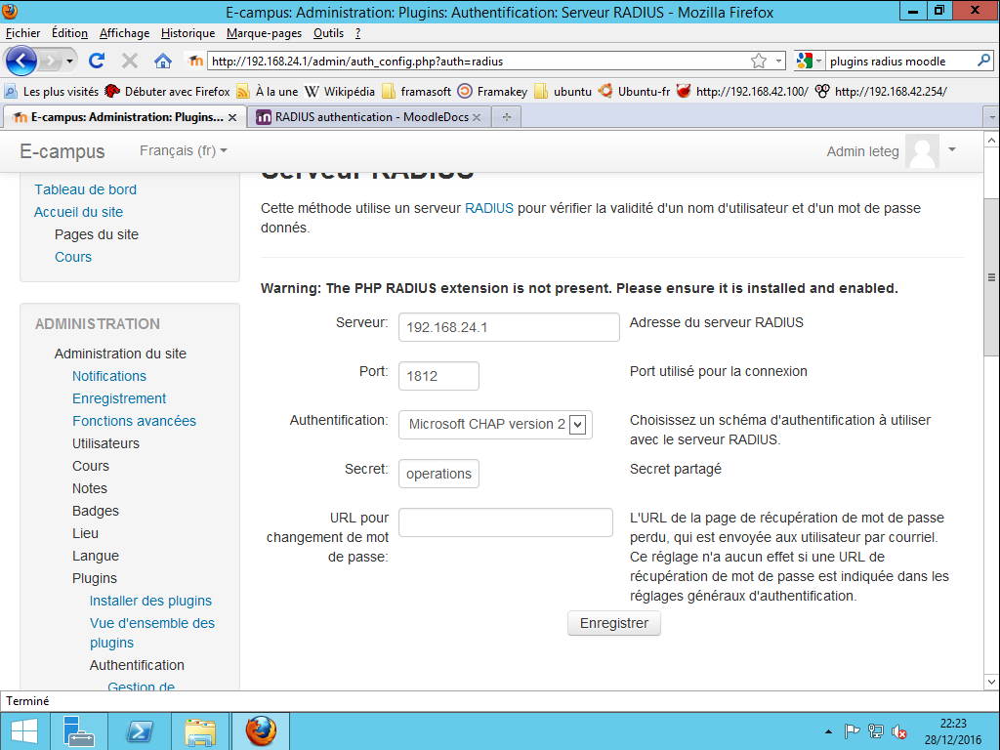 E-campus: Administration: Plugins: Authentification: Serveur RADIUS - Mozilla Firefox
Fichier Édition Affichage Historique Marque-pages Outils ?
http://192.168.24.1/admin/auth_config.php?auth=radius
plugins radius moodle
Les plus visités Débuter avec Firefox À la une Wikipédia framasoft Framakey ubuntu Ubuntu-fr http://192.168.42.100/ http://192.168.42.254/
E-campus: Administration: Plugins... RADIUS authentication - MoodleDocs
E-campus Français (fr) Admin leteg
Serveur RADIUS
Tableau de bord
Accueil du site
Pages du site
Cours
Cette méthode utilise un serveur RADIUS pour vérifier la validité d'un nom d'utilisateur et d'un mot de passe
donnés.
Warning: The PHP RADIUS extension is not present. Please ensure it is installed and enabled.
Serveur: 192.168.24.1 Adresse du serveur RADIUS
Port: 1812 Port utilisé pour la connexion
Authentification: Microsoft CHAP version 2 Choisissez un schéma d'authentification à utiliser
avec le serveur RADIUS.
Secret: operations Secret partagé
URL pour
changement de mot
de passe:
L'URL de la page de récupération de mot de passe
perdu, qui est envoyée aux utilisateur par courriel.
Ce réglage n'a aucun effet si une URL de
récupération de mot de passe est indiquée dans les
réglages généraux d'authentification.
Enregistrer
ADMINISTRATION
Administration du site
Notifications
Enregistrement
Fonctions avancées
Utilisateurs
Cours
Notes
Badges
Lieu
Langue
Plugins
Installer des plugins
Vue d'ensemble des
plugins
Authentification
Gestion de
Terminé
22:23
28/12/2016